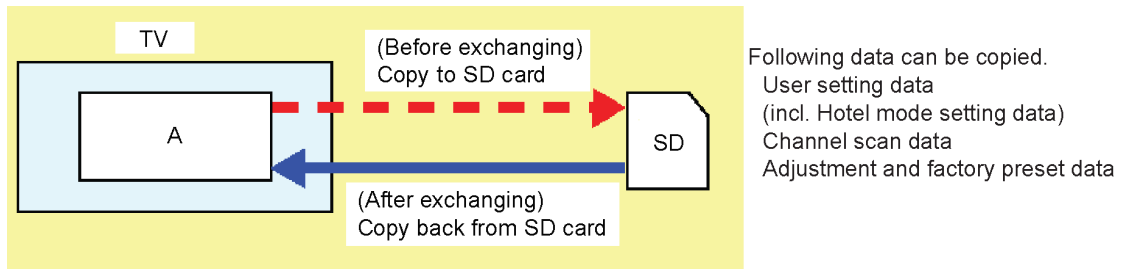 TV
(Before exchanging)
Copy to SD card
A
SD
(After exchanging)
Copy back from SD card
Following data can be copied.
User setting data
(incl. Hotel mode setting data)
Channel scan data
Adjustment and factory preset data